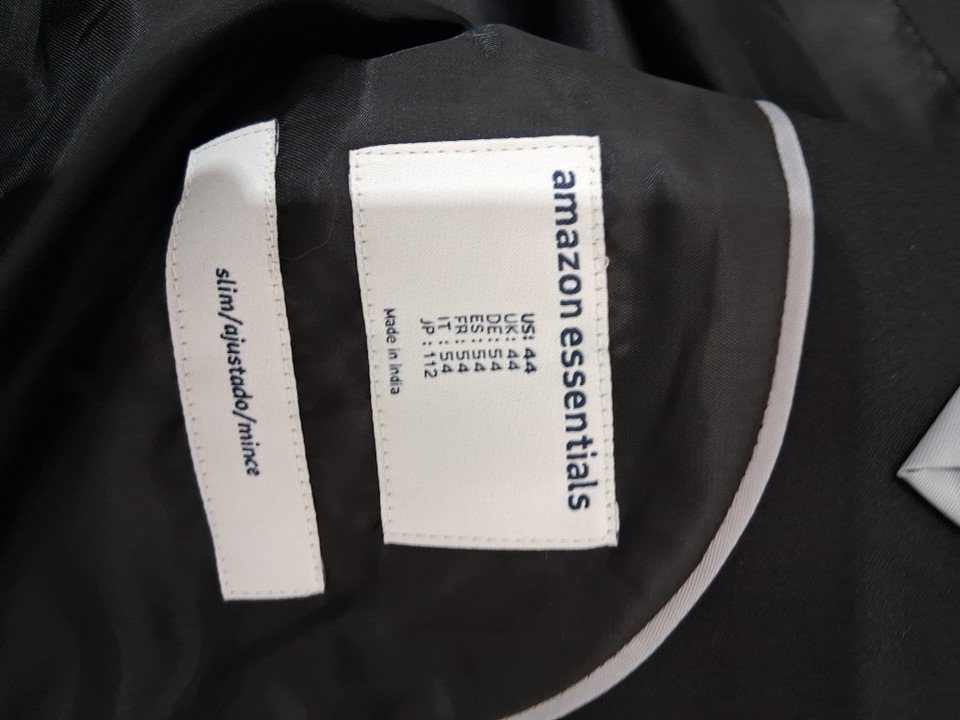 amazon essentials
US: 44
UK: 44
DE: 54
ES: 54
FR: 54
IT: 54
JP: 112
Made in India
slim/ajustado/mince